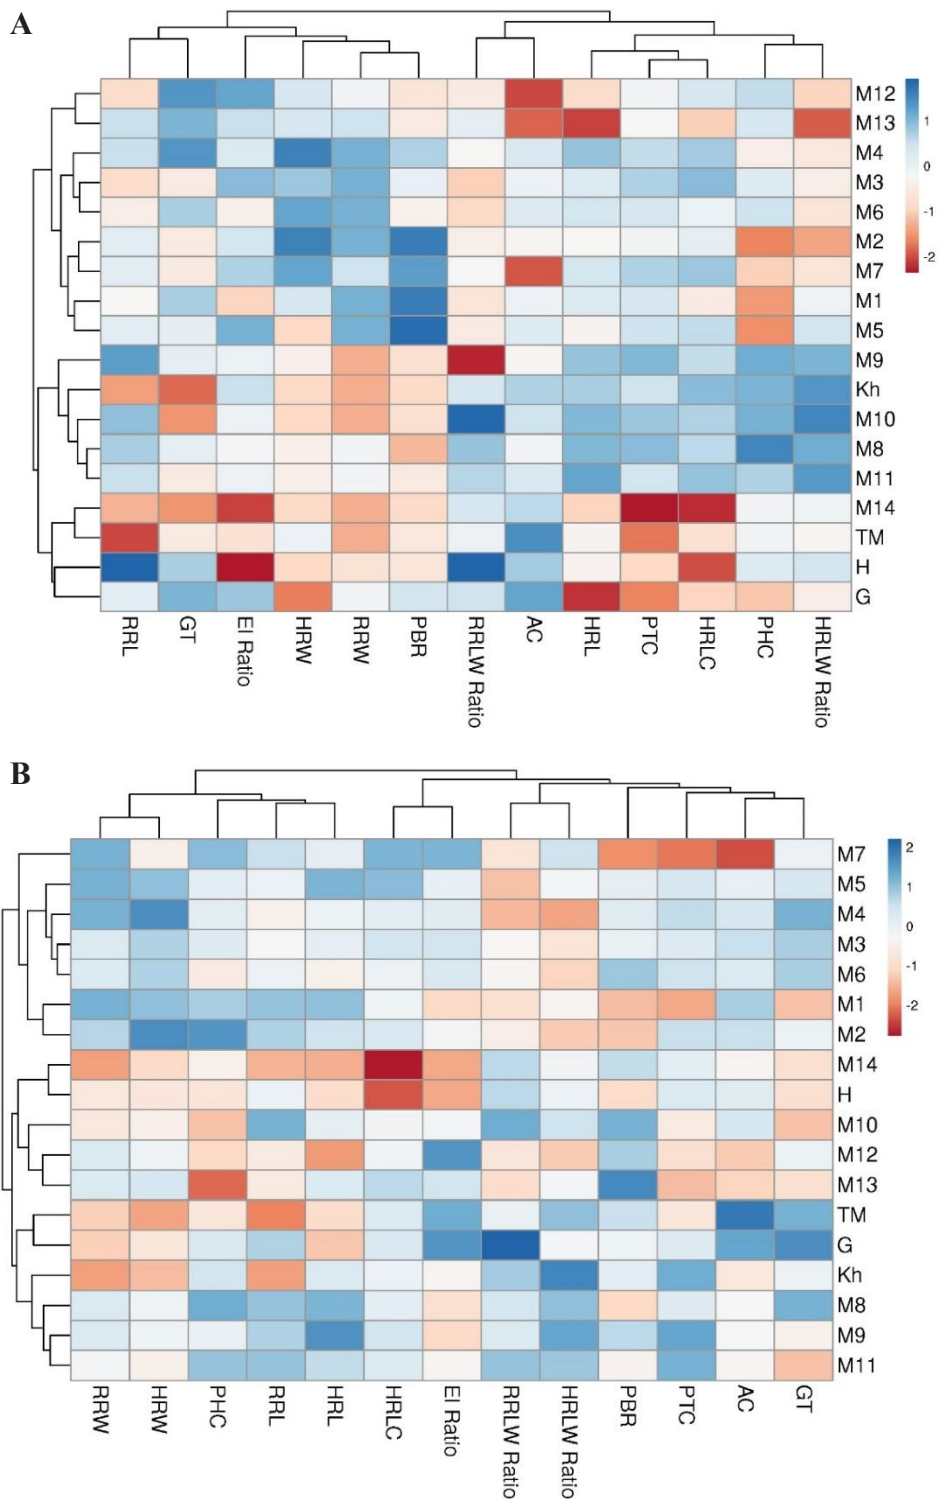 A
M12
M13
M4
M3
M6
M2
M7
M1
M5
M9
Kh
M10
M8
M11
M14
TM
H
G
1
0
-1
-2
RRL
GT
EI Ratio
HRW
RRW
PBR
RRLW Ratio
AC
HRL
PTC
HRLC
PHC
HRLW Ratio
B
M7
M5
M4
M3
M6
M1
M2
M14
H
M10
M12
M13
TM
G
Kh
M8
M9
M11
2
1
0
-1
-2
RRW
HRW
PHC
RRL
HRL
HRLC
EI Ratio
RRLW Ratio
HRLW Ratio
PBR
PTC
AC
GT